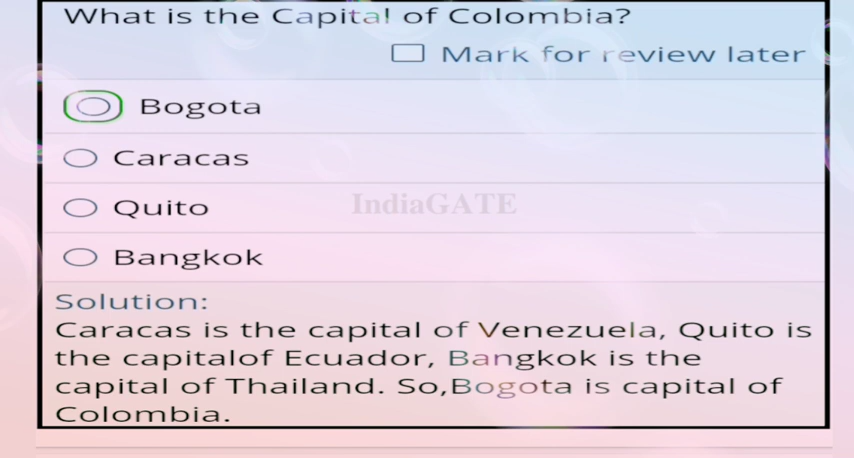 What is the Capital of Colombia?
Mark for review later
Bogota
Caracas
Quito
IndiaGATE
Bangkok
Solution:
Caracas is the capital of Venezuela, Quito is
the capitalof Ecuador, Bangkok is the
capital of Thailand. So,Bogota is capital of
Colombia.